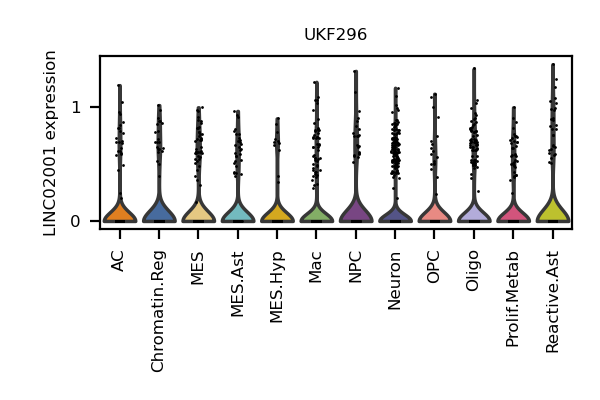 UKF296
LINC02001 expression
1
0
AC
Chromatin.Reg
MES
MES.Ast
MES.Hyp
Mac
NPC
Neuron
OPC
Oligo
Prolif.Metab
Reactive.Ast